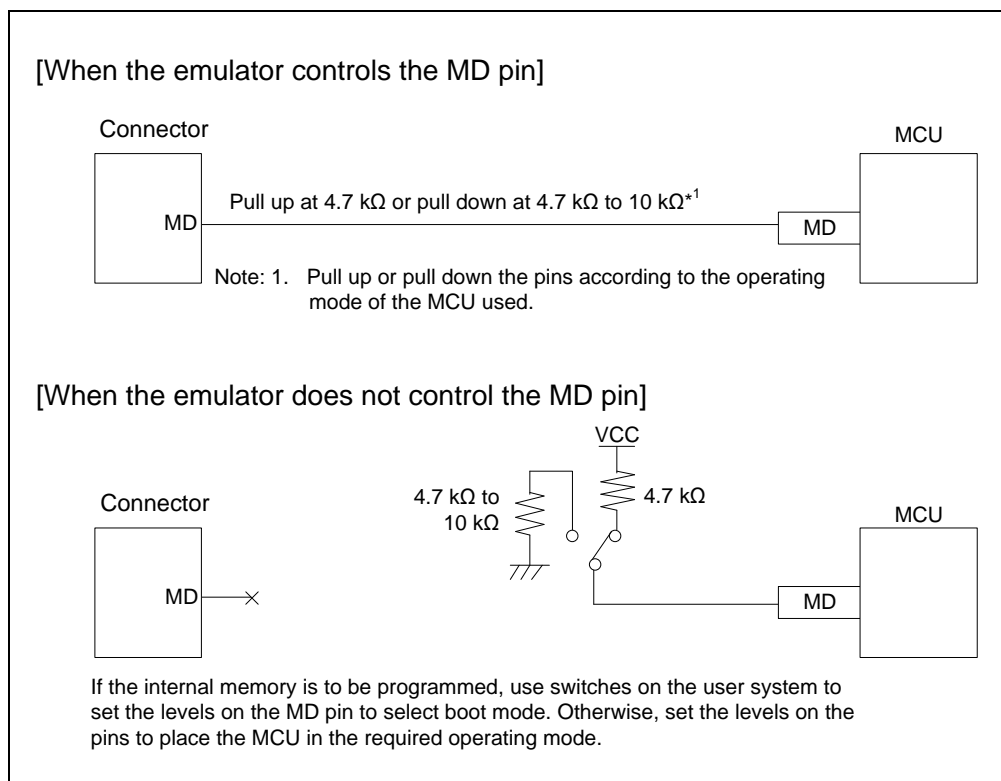 [When the emulator controls the MD pin]
Connector
MCU
Pull up at 4.7 kΩ or pull down at 4.7 kΩ to 10 kΩ*1
MD
MD
Note: 1. Pull up or pull down the pins according to the operating
mode of the MCU used.
[When the emulator does not control the MD pin]
VCC
4.7 kΩ to
10 kΩ
4.7 kΩ
Connector
MCU
MD
MD
If the internal memory is to be programmed, use switches on the user system to
set the levels on the MD pin to select boot mode. Otherwise, set the levels on the
pins to place the MCU in the required operating mode.